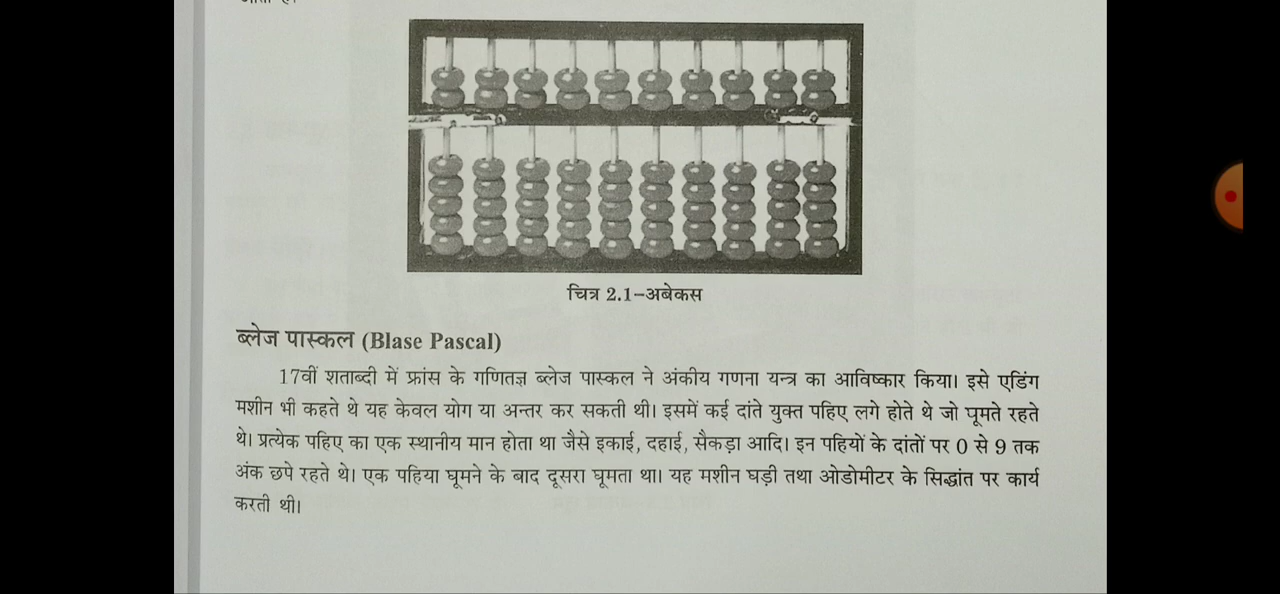 चित्र 2.1-अबेकस
ब्लेज पास्कल (Blase Pascal)
17वीं शताब्दी में फ्रांस के गणितज्ञ ब्लेज पास्कल ने अंकीय गणना यन्त्र का आविष्कार किया। इसे एडिंग
मशीन भी कहते थे यह केवल योग या अन्तर कर सकती थी। इसमें कई दांते युक्त पहिए लगे होते थे जो घूमते रहते
थे। प्रत्येक पहिए का एक स्थानीय मान होता था जैसे इकाई, दहाई, सैकड़ा आदि। इन पहियों के दांतों पर 0 से 9 तक
अंक छपे रहते थे। एक पहिया घूमने के बाद दूसरा घूमता था। यह मशीन घड़ी तथा ओडोमीटर के सिद्धांत पर कार्य
करती थी।